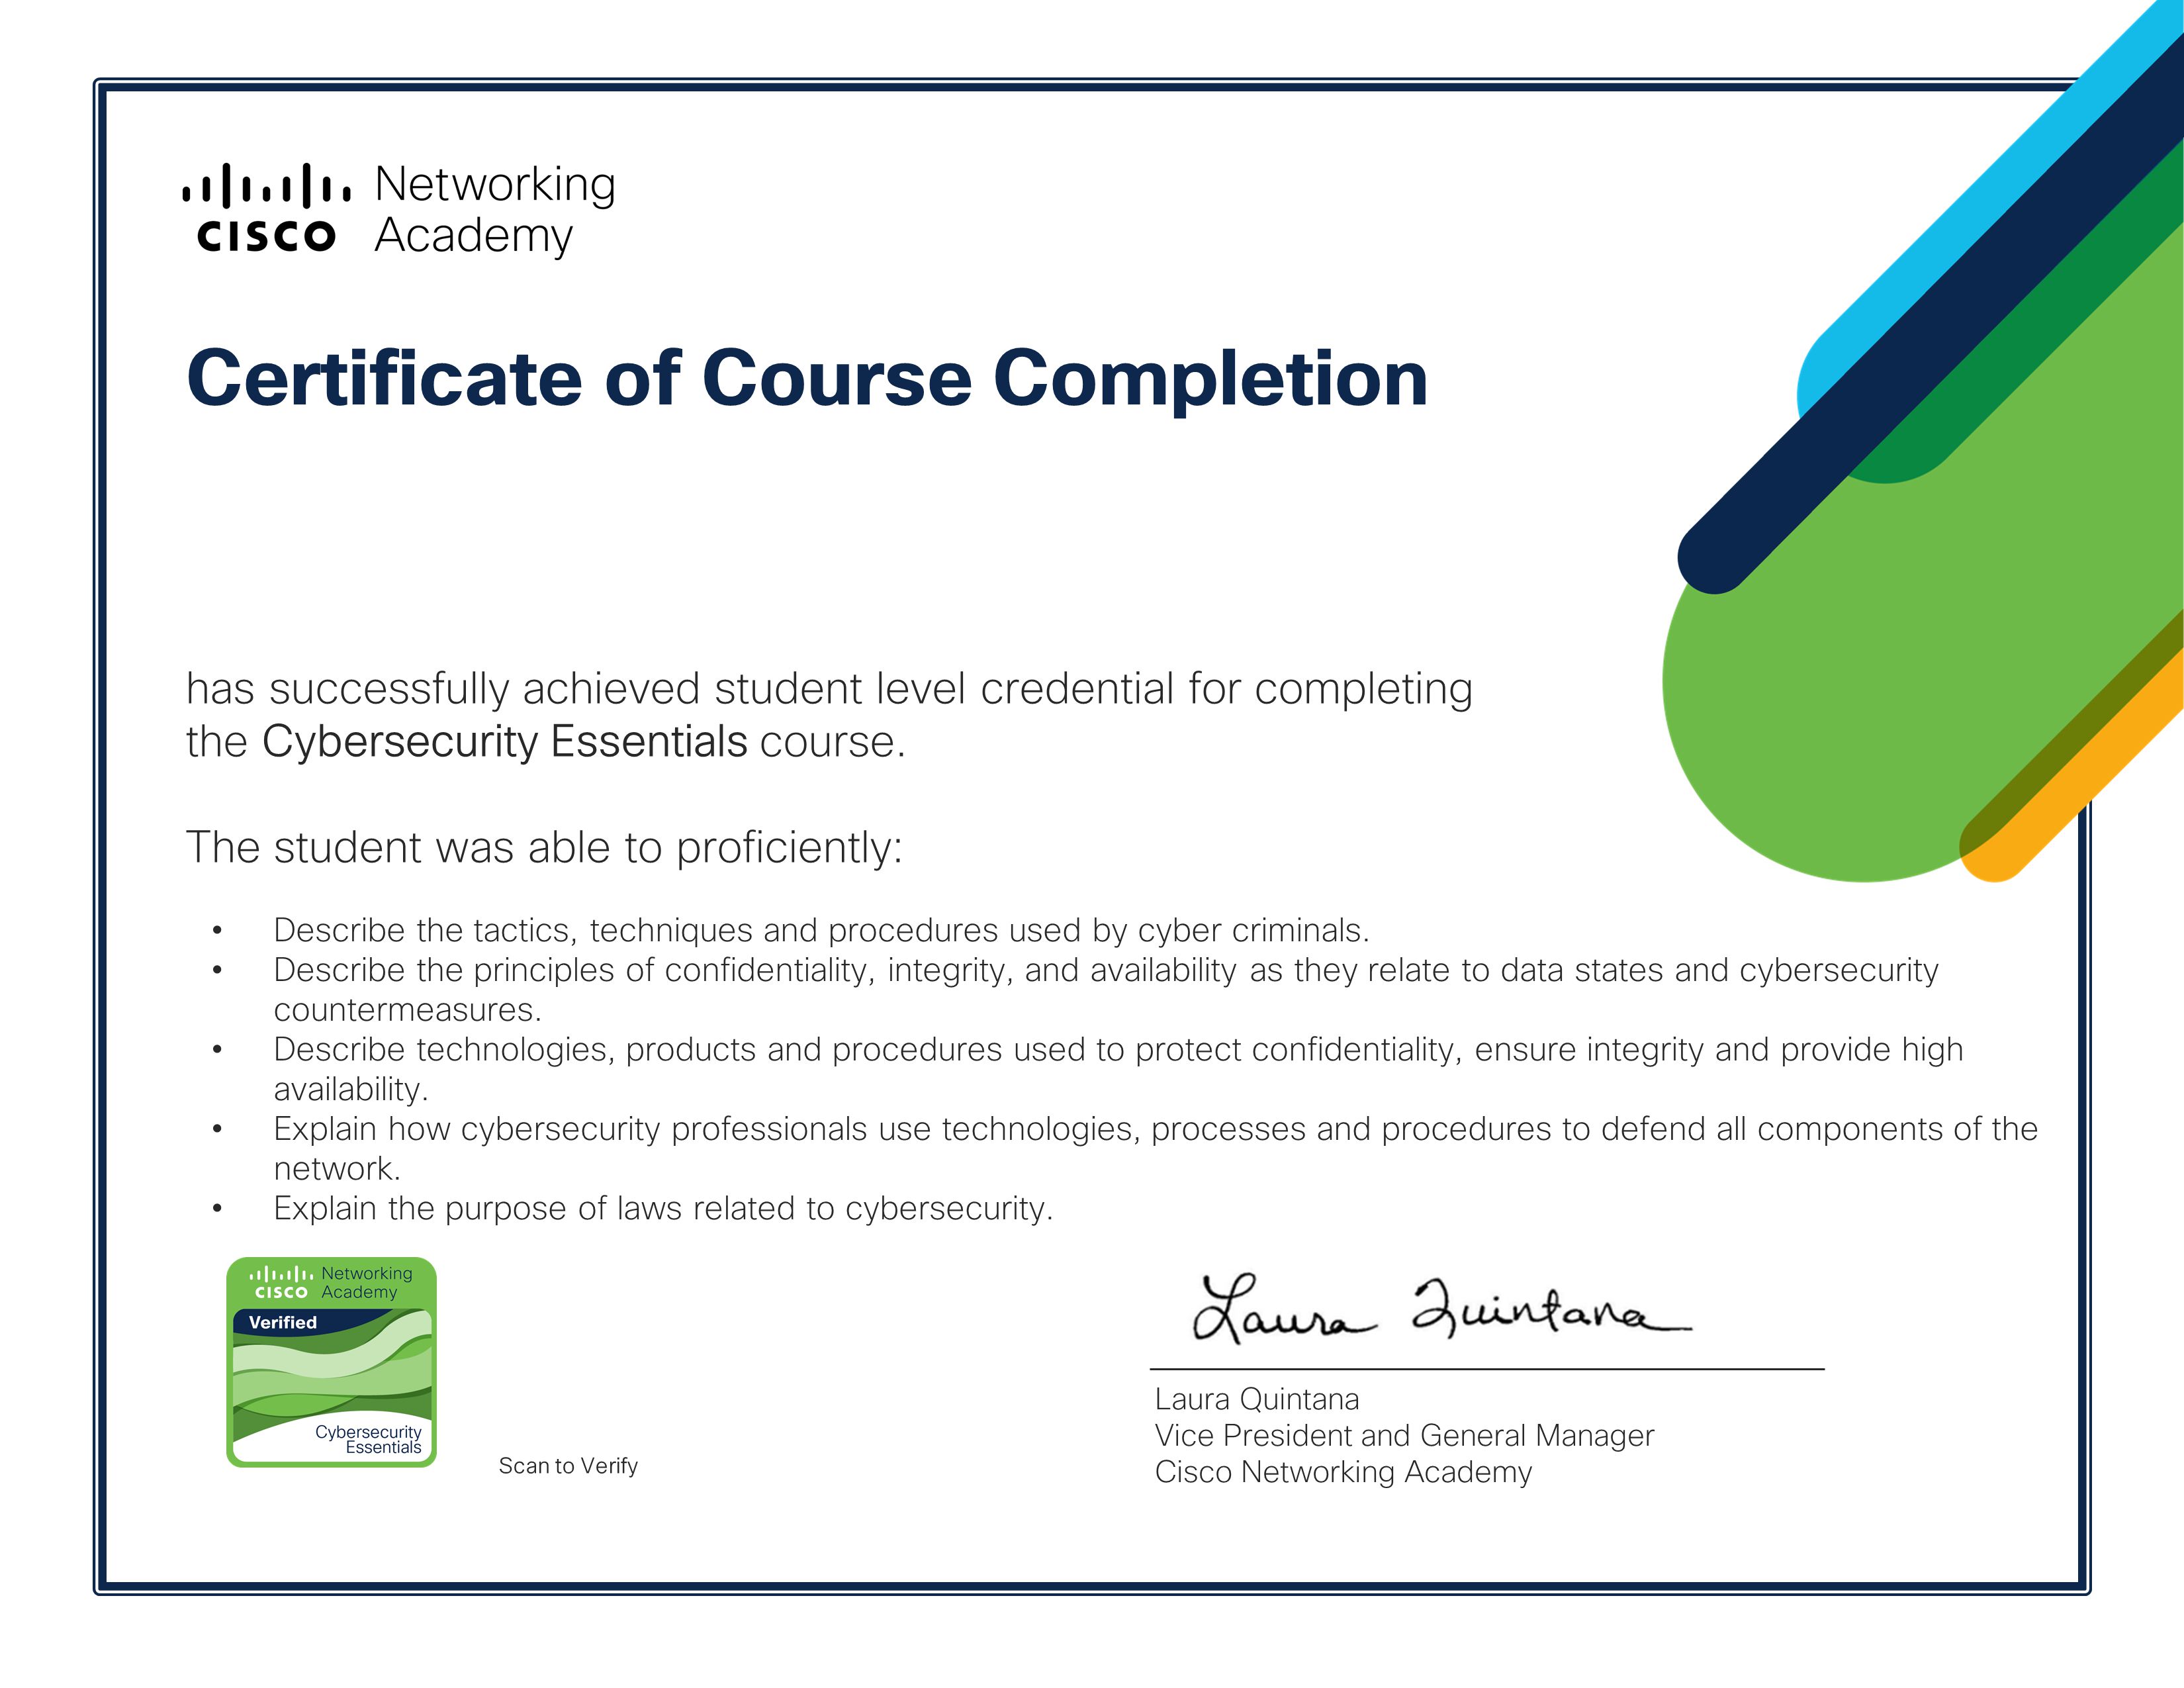 Networking
Academy
CISCO
Certificate of Course Completion
has successfully achieved student level credential for completing
the Cybersecurity Essentials course.
The student was able to proficiently:
• Describe the tactics, techniques and procedures used by cyber criminals.
• Describe the principles of confidentiality, integrity, and availability as they relate to data states and cybersecurity
countermeasures.
• Describe technologies, products and procedures used to protect confidentiality, ensure integrity and provide high
availability.
• Explain how cybersecurity professionals use technologies, processes and procedures to defend all components of the
network.
• Explain the purpose of laws related to cybersecurity.
Networking
CISCO Academy
Verified
Cybersecurity
Essentials
Scan to Verify
Laura Quintana
Laura Quintana
Vice President and General Manager
Cisco Networking Academy